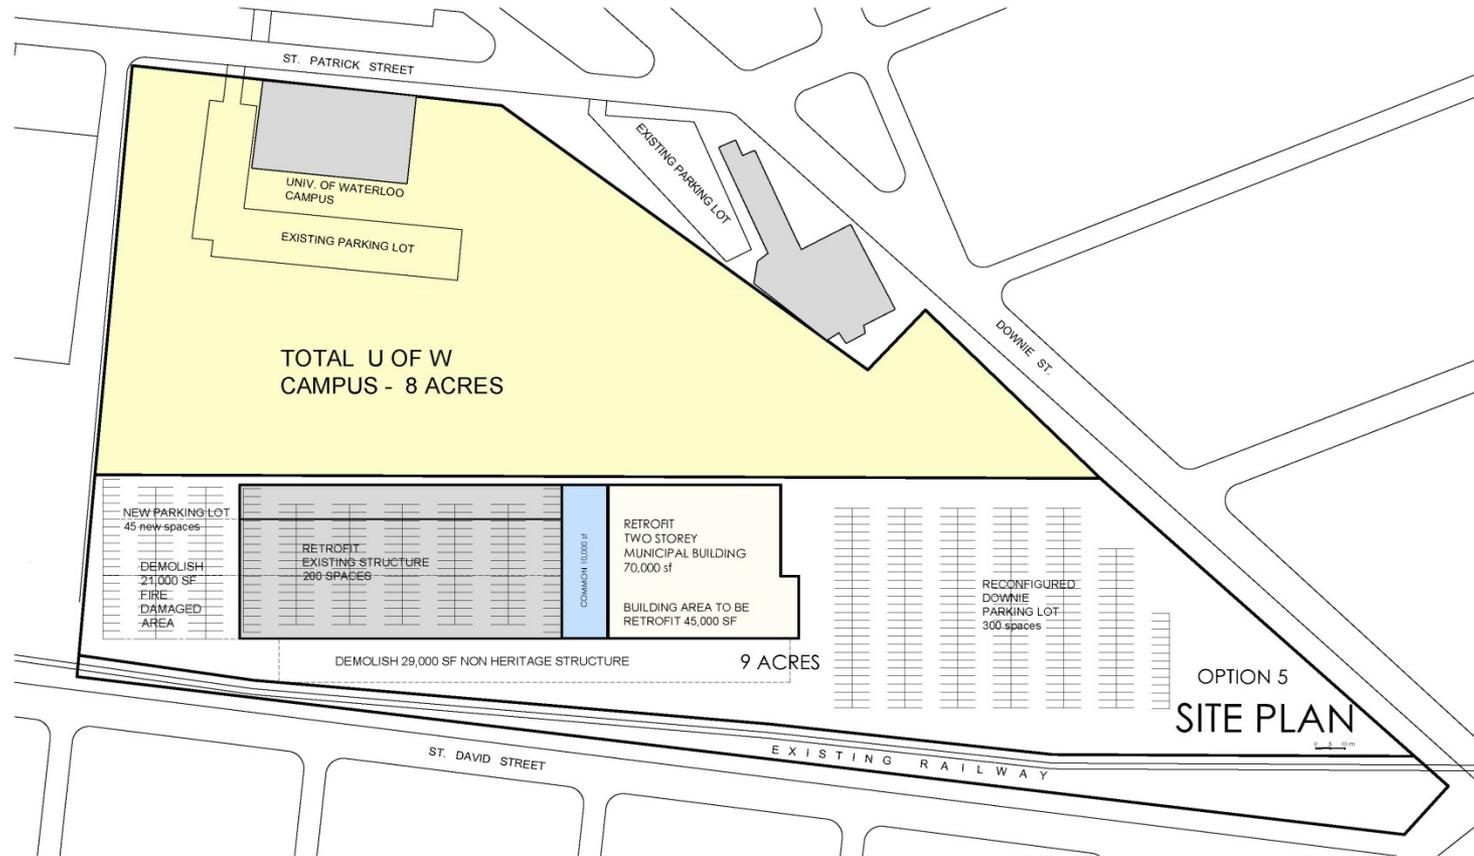 ST. PATRICK STREET
EXISTING PARKING LOT
UNIV. OF WATERLOO
CAMPUS
EXISTING PARKING LOT
DOWNIE ST.
TOTAL U OF W
CAMPUS - 8 ACRES
NEW PARKING LOT
45 new spaces
DEMOLISH
21,000 SF
FIRE
DAMAGED
AREA
RETROFIT
EXISTING STRUCTURE
200 SPACES
COMMON 10,000 sf
RETROFIT
TWO STOREY
MUNICIPAL BUILDING
70,000 sf
BUILDING AREA TO BE
RETROFIT 45,000 SF
RECONFIGURED
DOWNIE
PARKING LOT
300 spaces
DEMOLISH 29,000 SF NON HERITAGE STRUCTURE
9 ACRES
OPTION 5
SITE PLAN
EXISTING RAILWAY
ST. DAVID STREET